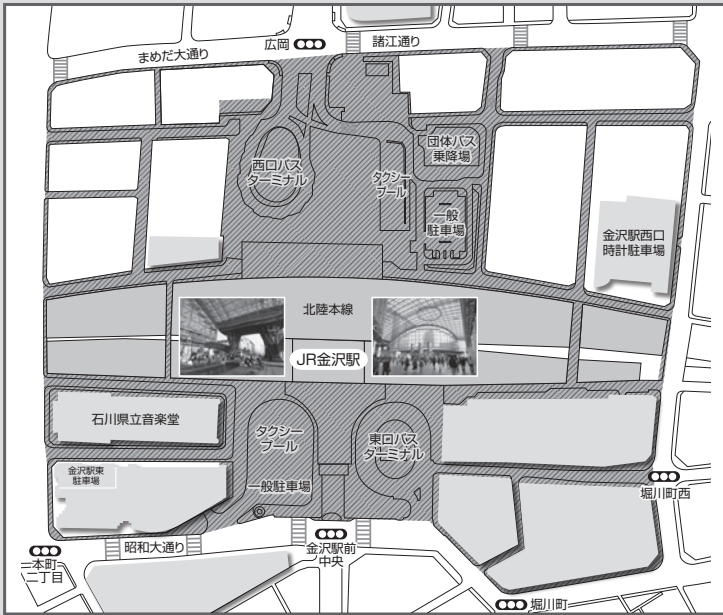 広岡
諸江通り
まめだ大通り
団体バス
乗降場
西口バス
ターミナル
タクシー
プール
一般
駐車場
金沢駅西口
時計駐車場
北陸本線
JR金沢駅
石川県立音楽堂
タクシー
プール
東口バス
ターミナル
金沢駅東
駐車場
一般駐車場
堀川町西
昭和大通り
金沢駅前
中央
本町
二丁目
堀川町